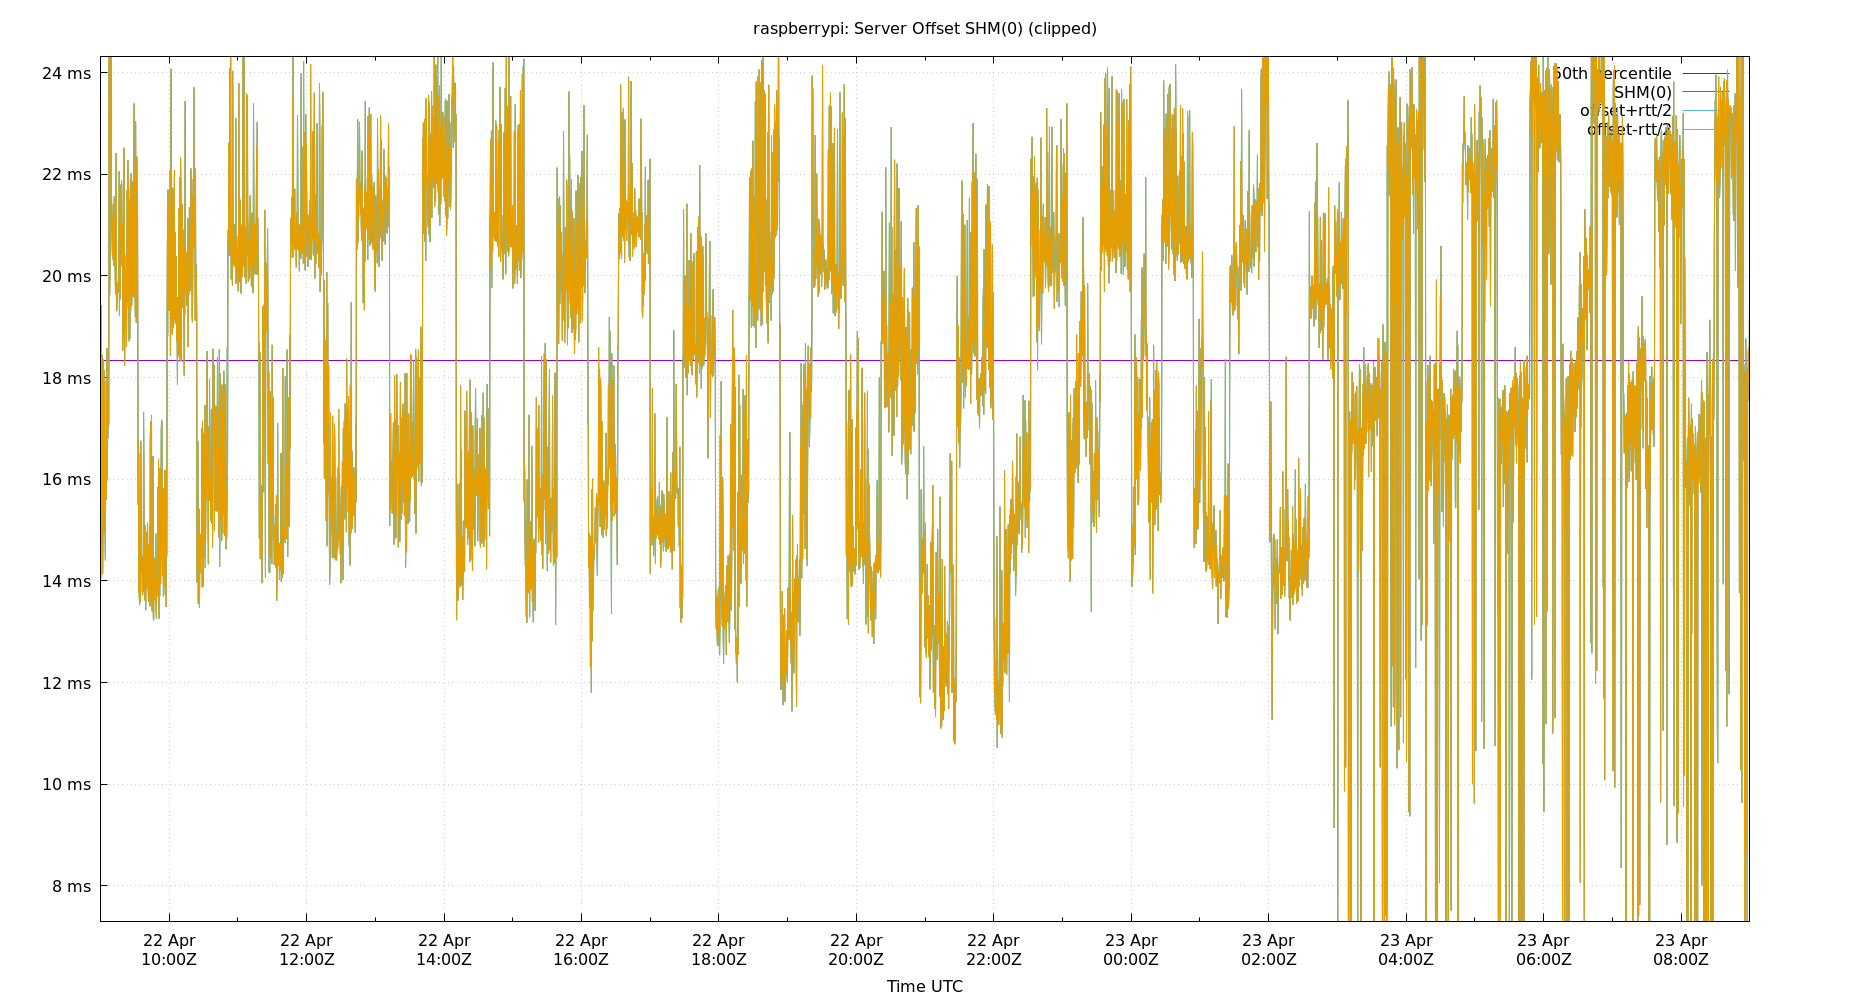 raspberrypi: Server Offset SHM(0) (clipped)
24 ms
22 ms
20 ms
18 ms
16 ms
14 ms
12 ms
10 ms
8 ms
50th percentile
SHM(0)
offset+rtt/2
offset-rtt/2
22 Apr 22 Apr 22 Apr 22 Apr 22 Apr 22 Apr 22 Apr 23 Apr 23 Apr 23 Apr 23 Apr 23 Apr
10:00Z 12:00Z 14:00Z 16:00Z 18:00Z 20:00Z 22:00Z 00:00Z 02:00Z 04:00Z 06:00Z 08:00Z
Time UTC